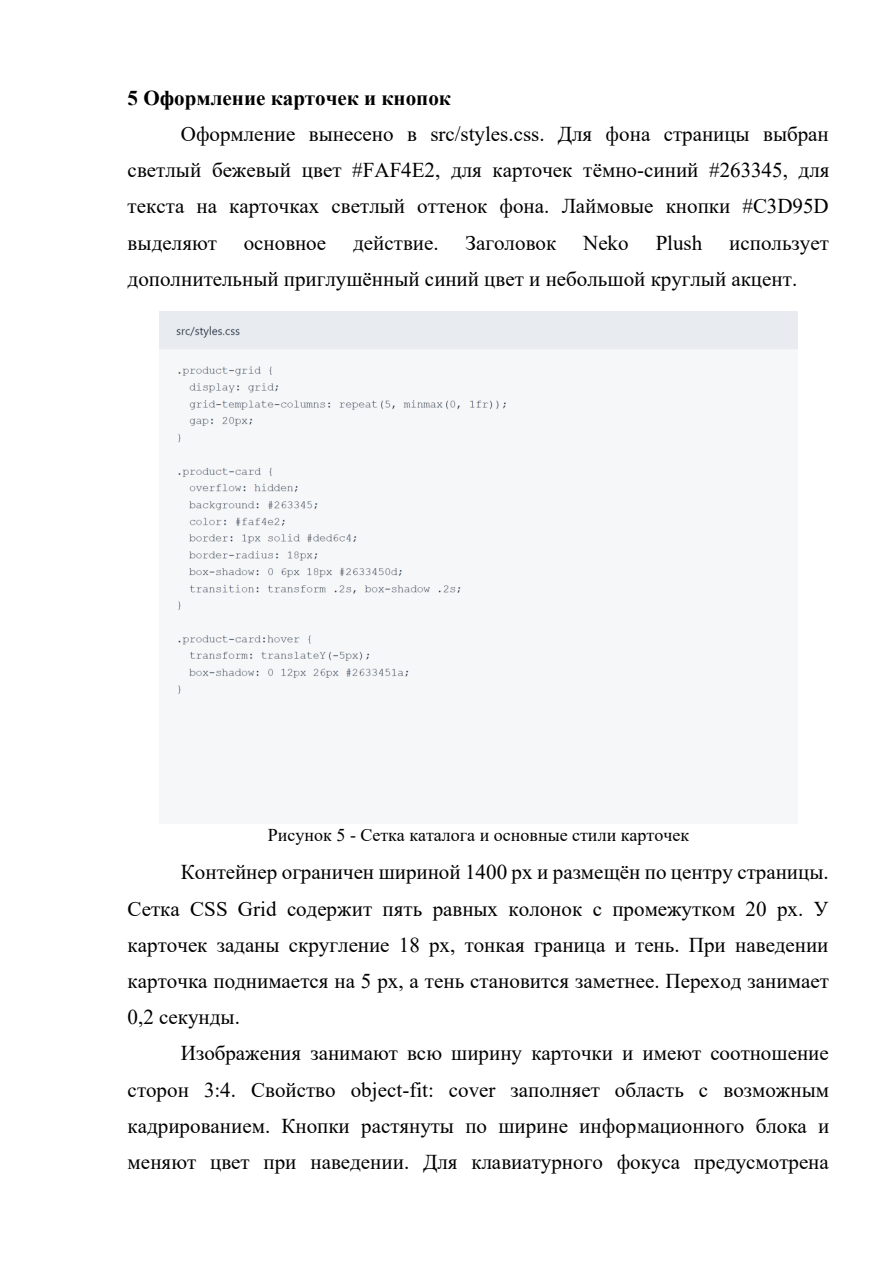 5 Оформление карточек и кнопок
Оформление вынесено в src/styles.css. Для фона страницы выбран
светлый бежевый цвет #FAF4E2, для карточек тёмно-синий #263345, для
текста на карточках светлый оттенок фона. Лаймовые кнопки #C3D95D
выделяют основное действие. Заголовок Neko Plush использует
дополнительный приглушённый синий цвет и небольшой круглый акцент.
src/styles.css
.product-grid {
  display: grid;
  grid-template-columns: repeat(5, minmax(0, 1fr));
  gap: 20px;
}
.product-card {
  overflow: hidden;
  background: #263345;
  color: #faf4e2;
  border: 1px solid #ded6c4;
  border-radius: 18px;
  box-shadow: 0 6px 18px #2633450d;
  transition: transform .2s, box-shadow .2s;
}
.product-card:hover {
  transform: translateY(-5px);
  box-shadow: 0 12px 26px #2633451a;
}
Рисунок 5 - Сетка каталога и основные стили карточек
Контейнер ограничен шириной 1400 px и размещён по центру страницы.
Сетка CSS Grid содержит пять равных колонок с промежутком 20 px. У
карточек заданы скругление 18 px, тонкая граница и тень. При наведении
карточка поднимается на 5 px, а тень становится заметнее. Переход занимает
0,2 секунды.
Изображения занимают всю ширину карточки и имеют соотношение
сторон 3:4. Свойство object-fit: cover заполняет область с возможным
кадрированием. Кнопки растянуты по ширине информационного блока и
меняют цвет при наведении. Для клавиатурного фокуса предусмотрена